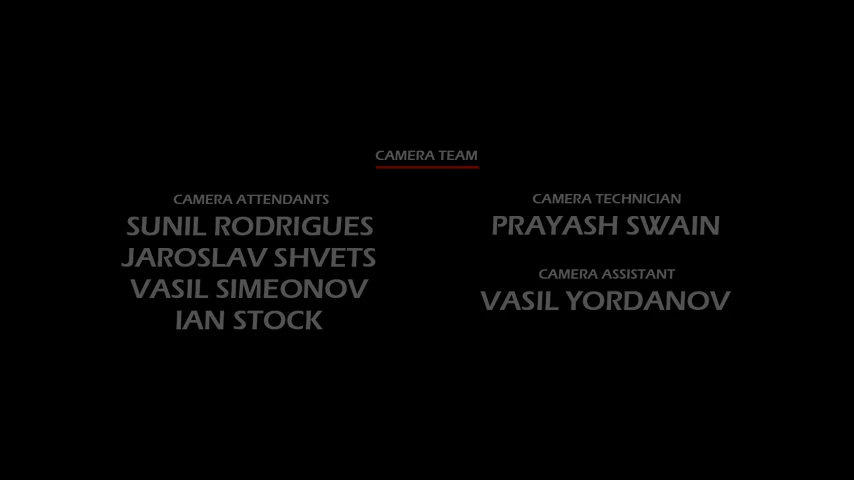 CAMERA TEAM
CAMERA ATTENDANTS
SUNIL RODRIGUES
JAROSLAV SHVETS
VASIL SIMEONOV
IAN STOCK
CAMERA TECHNICIAN
PRAYASH SWAIN
CAMERA ASSISTANT
VASIL YORDANOV